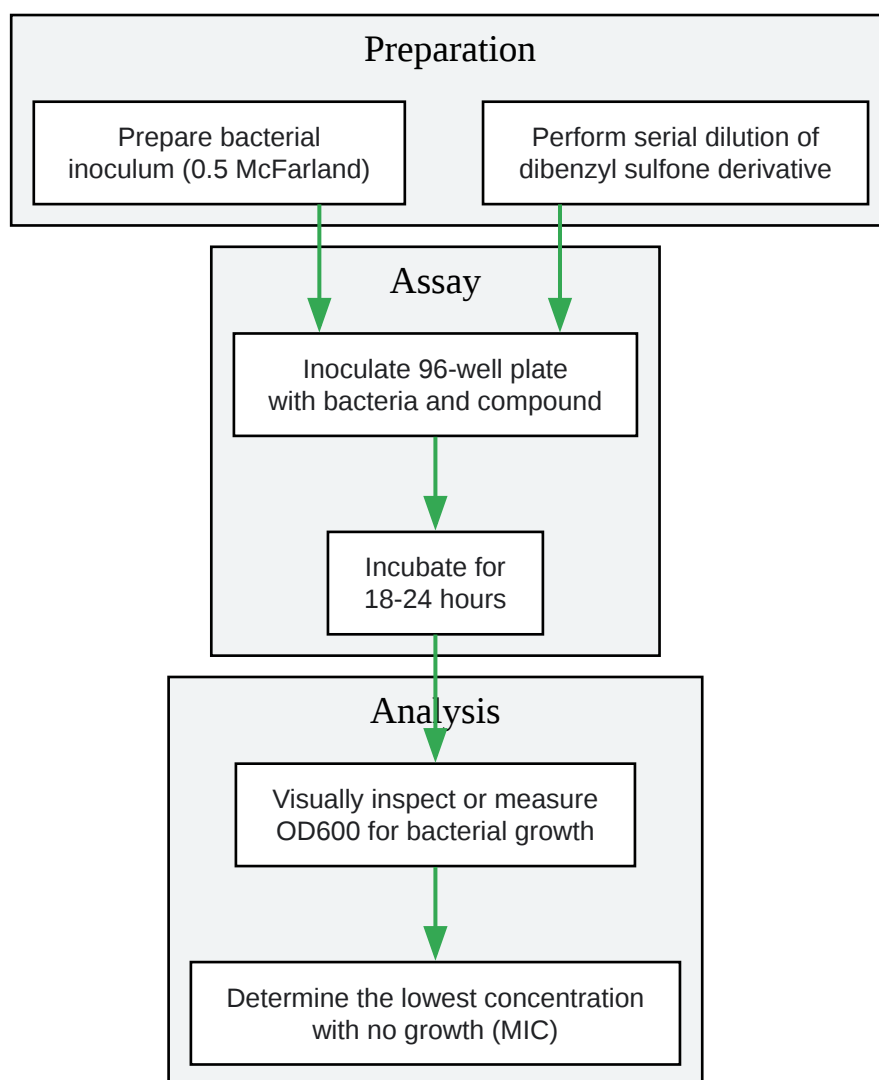 Preparation
Prepare bacterial
inoculum (0.5 McFarland)
Perform serial dilution of
dibenzyl sulfone derivative
Assay
Inoculate 96-well plate
with bacteria and compound
Incubate for
18-24 hours
Analysis
Visually inspect or measure
OD600 for bacterial growth
Determine the lowest concentration
with no growth (MIC)